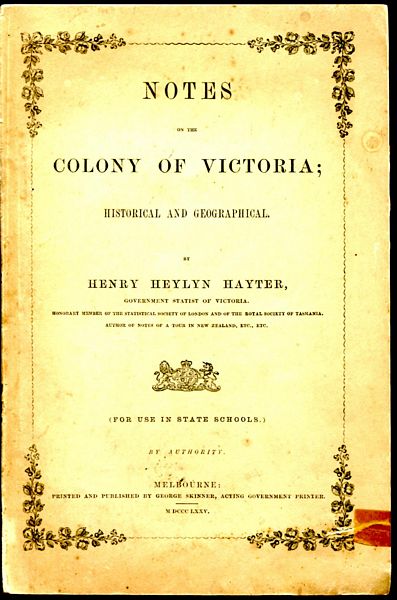 NOTES
ON THE
COLONY OF VICTORIA;
HISTORICAL AND GEOGRAPHICAL.
BY
HENRY HEYLYN HAYTER,
GOVERNMENT STATIST OF VICTORIA.
HONORARY MEMBER OF THE STATISTICAL SOCIETY OF LONDON AND OF THE ROYAL SOCIETY OF TASMANIA.
AUTHOR OF NOTES OF A TOUR IN NEW ZEALAND, ETC., ETC.
(FOR USE IN STATE SCHOOLS.)
BY AUTHORITY.
MELBOURNE:
PRINTED AND PUBLISHED BY GEORGE SKINNER, ACTING GOVERNMENT PRINTER.
M DCCC LXXV.